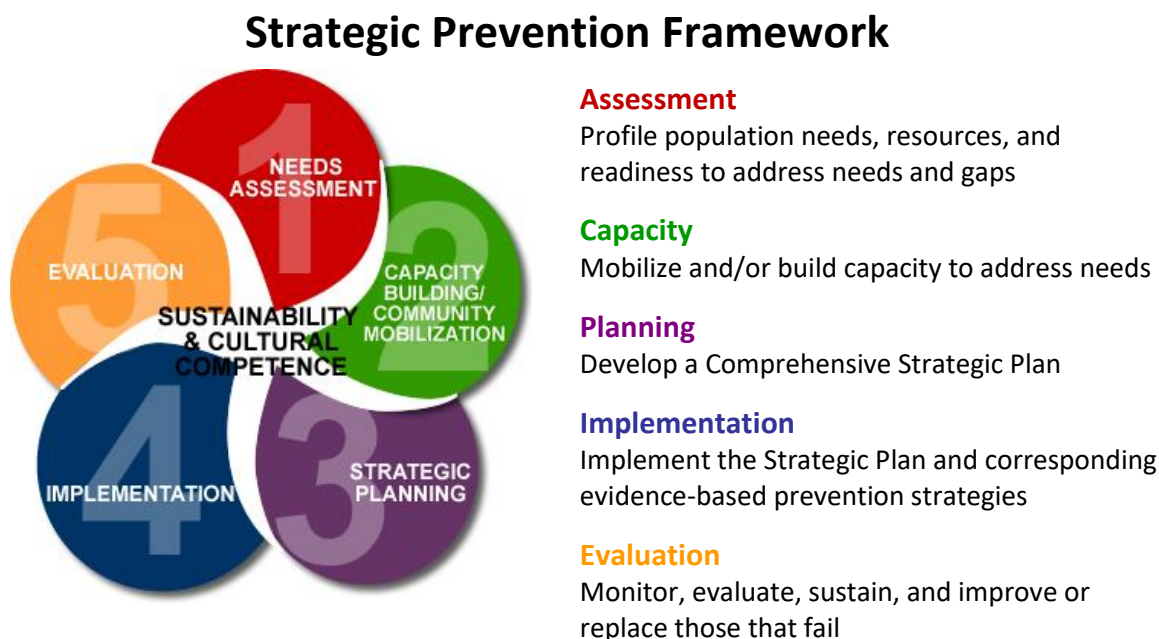 Strategic Prevention Framework
1
NEEDS
ASSESSMENT
2
CAPACITY
BUILDING/
COMMUNITY
MOBILIZATION
3
STRATEGIC
PLANNING
4
IMPLEMENTATION
5
EVALUATION
SUSTAINABILITY
& CULTURAL
COMPETENCE
Assessment
Profile population needs, resources, and
readiness to address needs and gaps
Capacity
Mobilize and/or build capacity to address needs
Planning
Develop a Comprehensive Strategic Plan
Implementation
Implement the Strategic Plan and corresponding
evidence-based prevention strategies
Evaluation
Monitor, evaluate, sustain, and improve or
replace those that fail